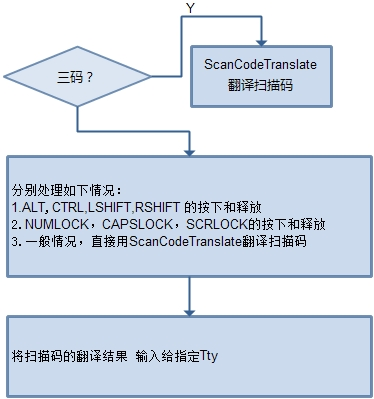 Y
三码？
ScanCodeTranslate
翻译扫描码
分别处理如下情况：
1.ALT, CTRL,LSHIFT,RSHIFT 的按下和释放
2. NUMLOCK，CAPSLOCK，SCRLOCK的按下和释放
3. 一般情况，直接用ScanCodeTranslate翻译扫描码
将扫描码的翻译结果 输入给指定Tty